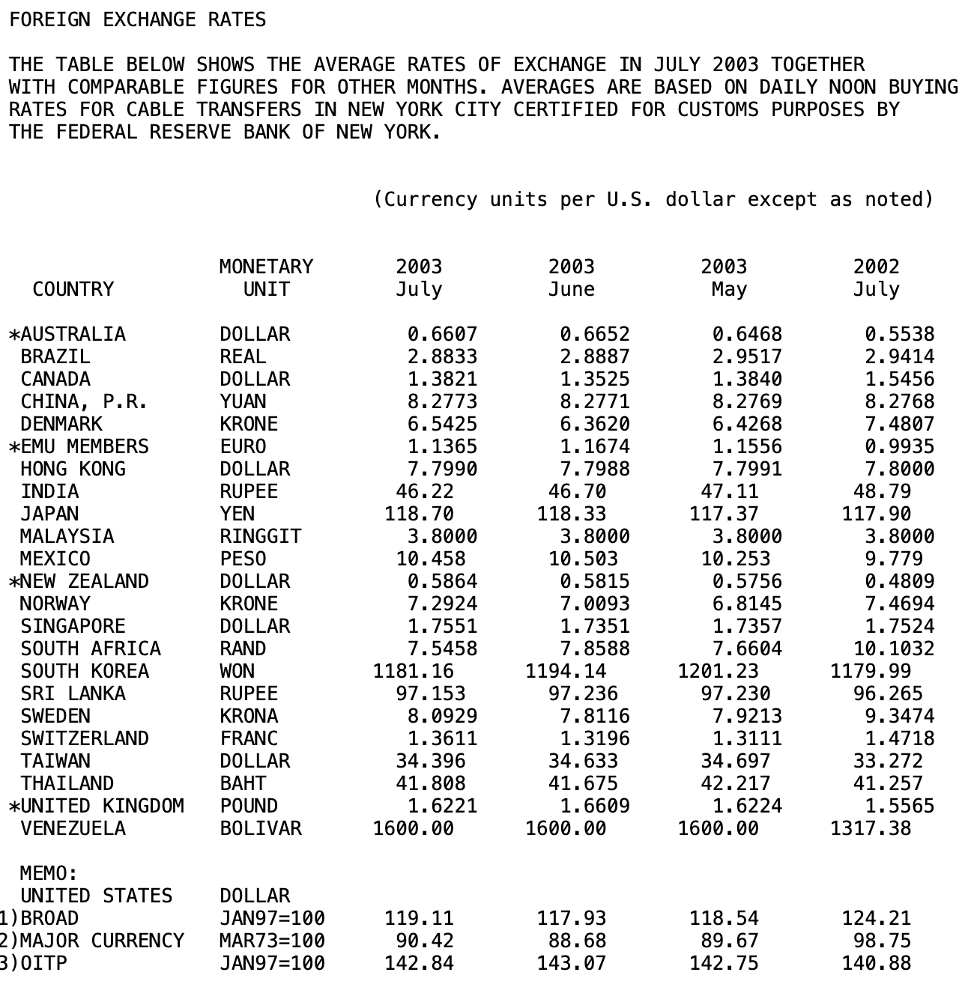 FOREIGN EXCHANGE RATES
THE TABLE BELOW SHOWS THE AVERAGE RATES OF EXCHANGE IN JULY 2003 TOGETHER
WITH COMPARABLE FIGURES FOR OTHER MONTHS. AVERAGES ARE BASED ON DAILY NOON BUYING
RATES FOR CABLE TRANSFERS IN NEW YORK CITY CERTIFIED FOR CUSTOMS PURPOSES BY
THE FEDERAL RESERVE BANK OF NEW YORK.
(Currency units per U.S. dollar except as noted)
MONETARY 2003 2003 2003 2002
COUNTRY UNIT July June May July
*AUSTRALIA DOLLAR 0.6607 0.6652 0.6468 0.5538
BRAZIL REAL 2.8833 2.8887 2.9517 2.9414
CANADA DOLLAR 1.3821 1.3525 1.3840 1.5456
CHINA, P.R. YUAN 8.2773 8.2771 8.2769 8.2768
DENMARK KRONE 6.5425 6.3620 6.4268 7.4807
*EMU MEMBERS EURO 1.1365 1.1674 1.1556 0.9935
HONG KONG DOLLAR 7.7990 7.7988 7.7991 7.8000
INDIA RUPEE 46.22 46.70 47.11 48.79
JAPAN YEN 118.70 118.33 117.37 117.90
MALAYSIA RINGGIT 3.8000 3.8000 3.8000 3.8000
MEXICO PESO 10.458 10.503 10.253 9.779
*NEW ZEALAND DOLLAR 0.5864 0.5815 0.5756 0.4809
NORWAY KRONE 7.2924 7.0093 6.8145 7.4694
SINGAPORE DOLLAR 1.7551 1.7351 1.7357 1.7524
SOUTH AFRICA RAND 7.5458 7.8588 7.6604 10.1032
SOUTH KOREA WON 1181.16 1194.14 1201.23 1179.99
SRI LANKA RUPEE 97.153 97.236 97.230 96.265
SWEDEN KRONA 8.0929 7.8116 7.9213 9.3474
SWITZERLAND FRANC 1.3611 1.3196 1.3111 1.4718
TAIWAN DOLLAR 34.396 34.633 34.697 33.272
THAILAND BAHT 41.808 41.675 42.217 41.257
*UNITED KINGDOM POUND 1.6221 1.6609 1.6224 1.5565
VENEZUELA BOLIVAR 1600.00 1600.00 1600.00 1317.38
MEMO:
UNITED STATES DOLLAR
1)BROAD JAN97=100 119.11 117.93 118.54 124.21
2)MAJOR CURRENCY MAR73=100 90.42 88.68 89.67 98.75
3)OITP JAN97=100 142.84 143.07 142.75 140.88